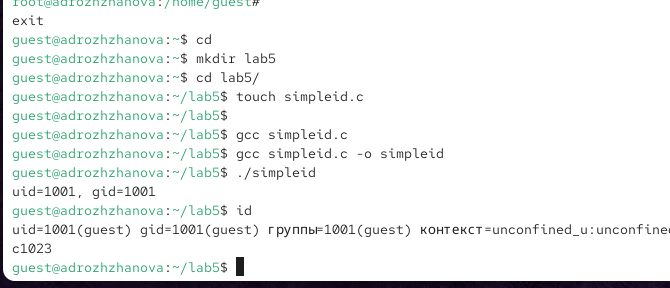 root@adrozhzhanova:/home/guest#
exit
guest@adrozhzhanova:~$ cd
guest@adrozhzhanova:~$ mkdir lab5
guest@adrozhzhanova:~$ cd lab5/
guest@adrozhzhanova:~/lab5$ touch simpleid.c
guest@adrozhzhanova:~/lab5$
guest@adrozhzhanova:~/lab5$ gcc simpleid.c
guest@adrozhzhanova:~/lab5$ gcc simpleid.c -o simpleid
guest@adrozhzhanova:~/lab5$ ./simpleid
uid=1001, gid=1001
guest@adrozhzhanova:~/lab5$ id
uid=1001(guest) gid=1001(guest) группы=1001(guest) контекст=unconfined_u:unconfine
c1023
guest@adrozhzhanova:~/lab5$